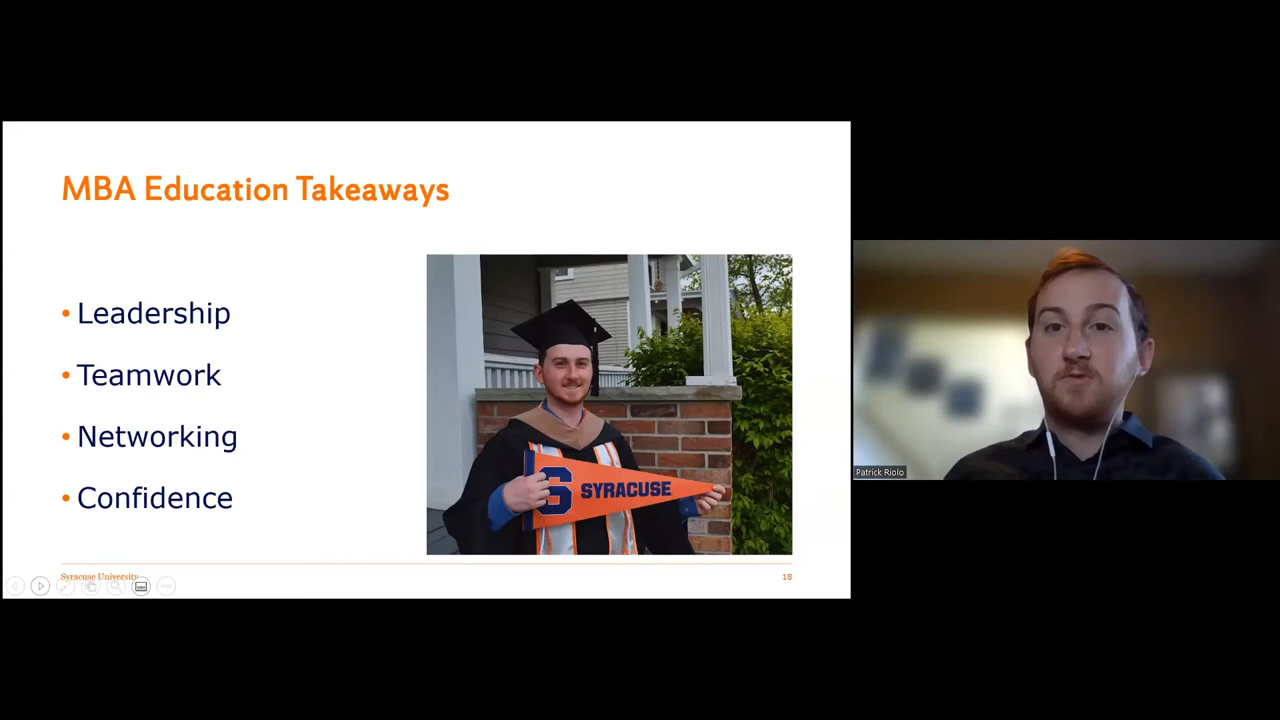 MBA Education Takeaways
• Leadership
• Teamwork
• Networking
• Confidence
S SYRACUSE
Syracuse University
18
Patrick Riolo